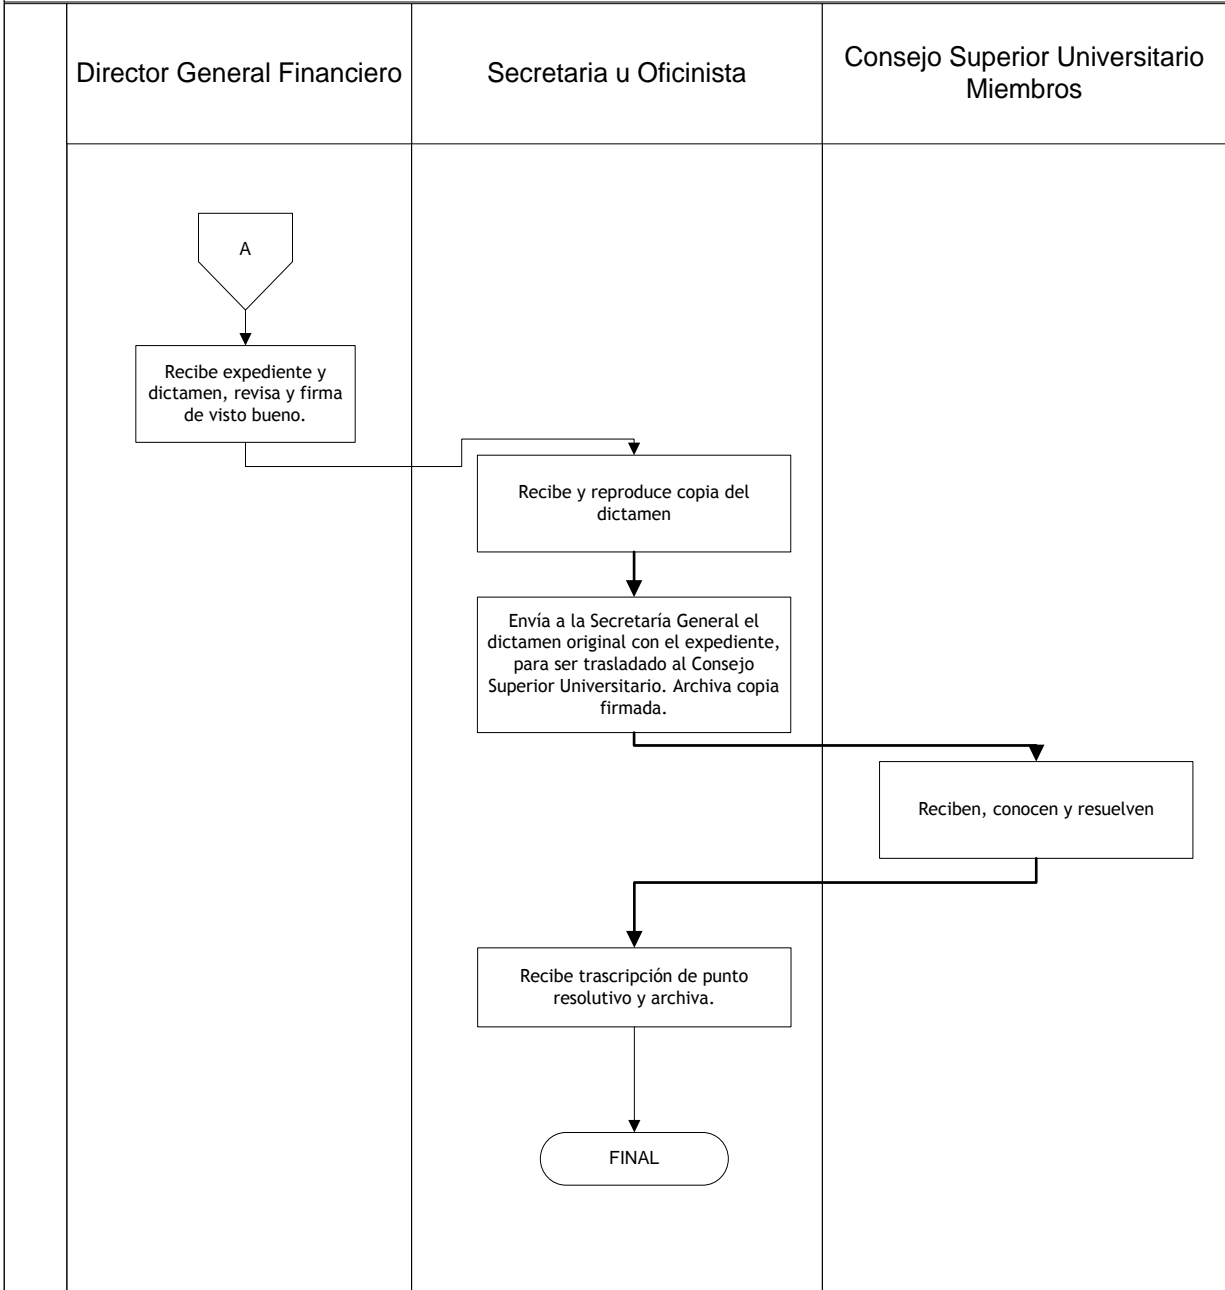 Director General Financiero
Secretaria u Oficinista
Consejo Superior Universitario
Miembros
A
Recibe expediente y
dictamen, revisa y firma
de visto bueno.
Recibe y reproduce copia del
dictamen
Envía a la Secretaría General el
dictamen original con el expediente,
para ser trasladado al Consejo
Superior Universitario. Archiva copia
firmada.
Reciben, conocen y resuelven
Recibe trascripción de punto
resolutivo y archiva.
FINAL